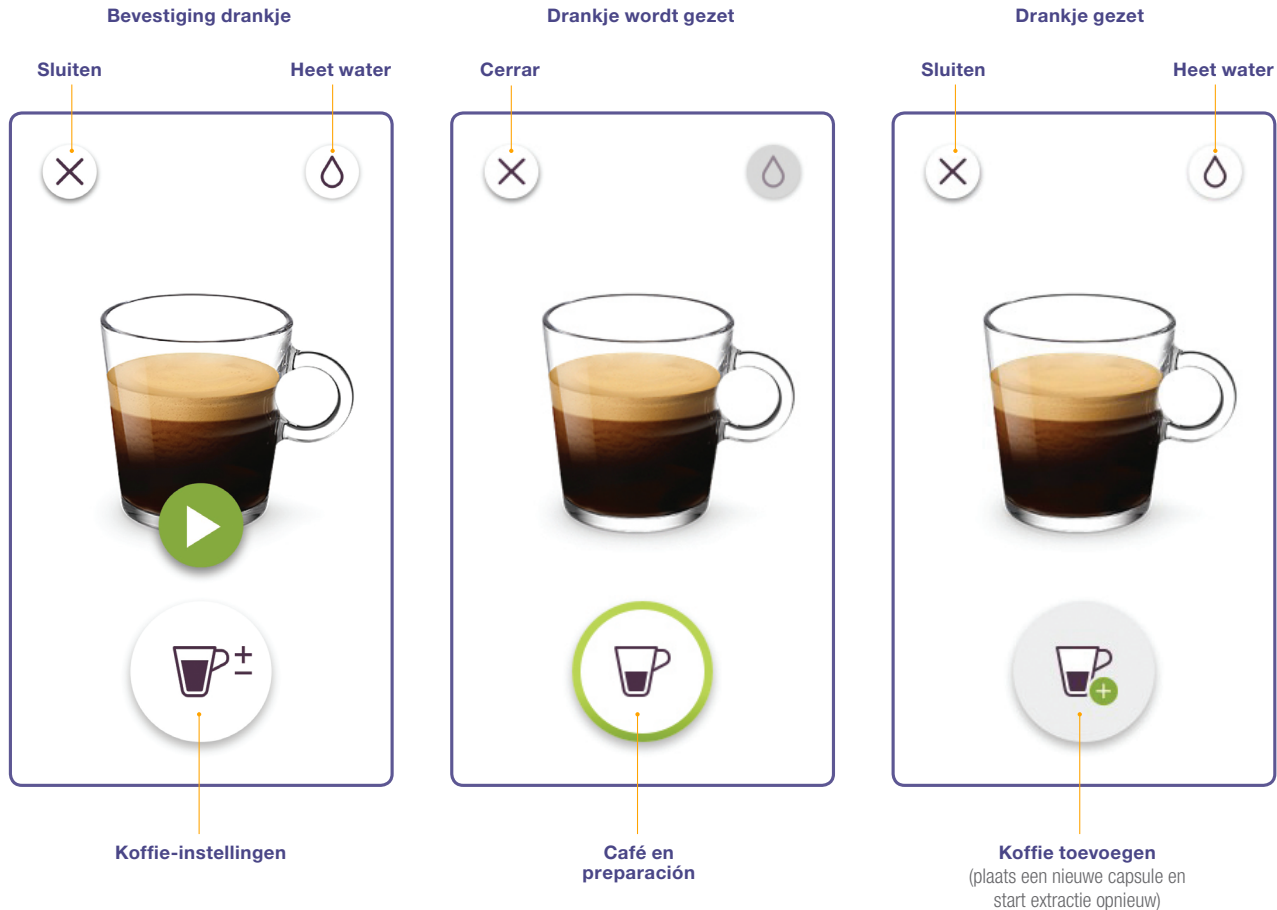 Bevestiging drankje
Drankje wordt gezet
Drankje gezet
Sluiten
Heet water
Cerrar
Sluiten
Heet water
Koffie-instellingen
Café en
preparación
Koffie toevoegen
(plaats een nieuwe capsule en
start extractie opnieuw)